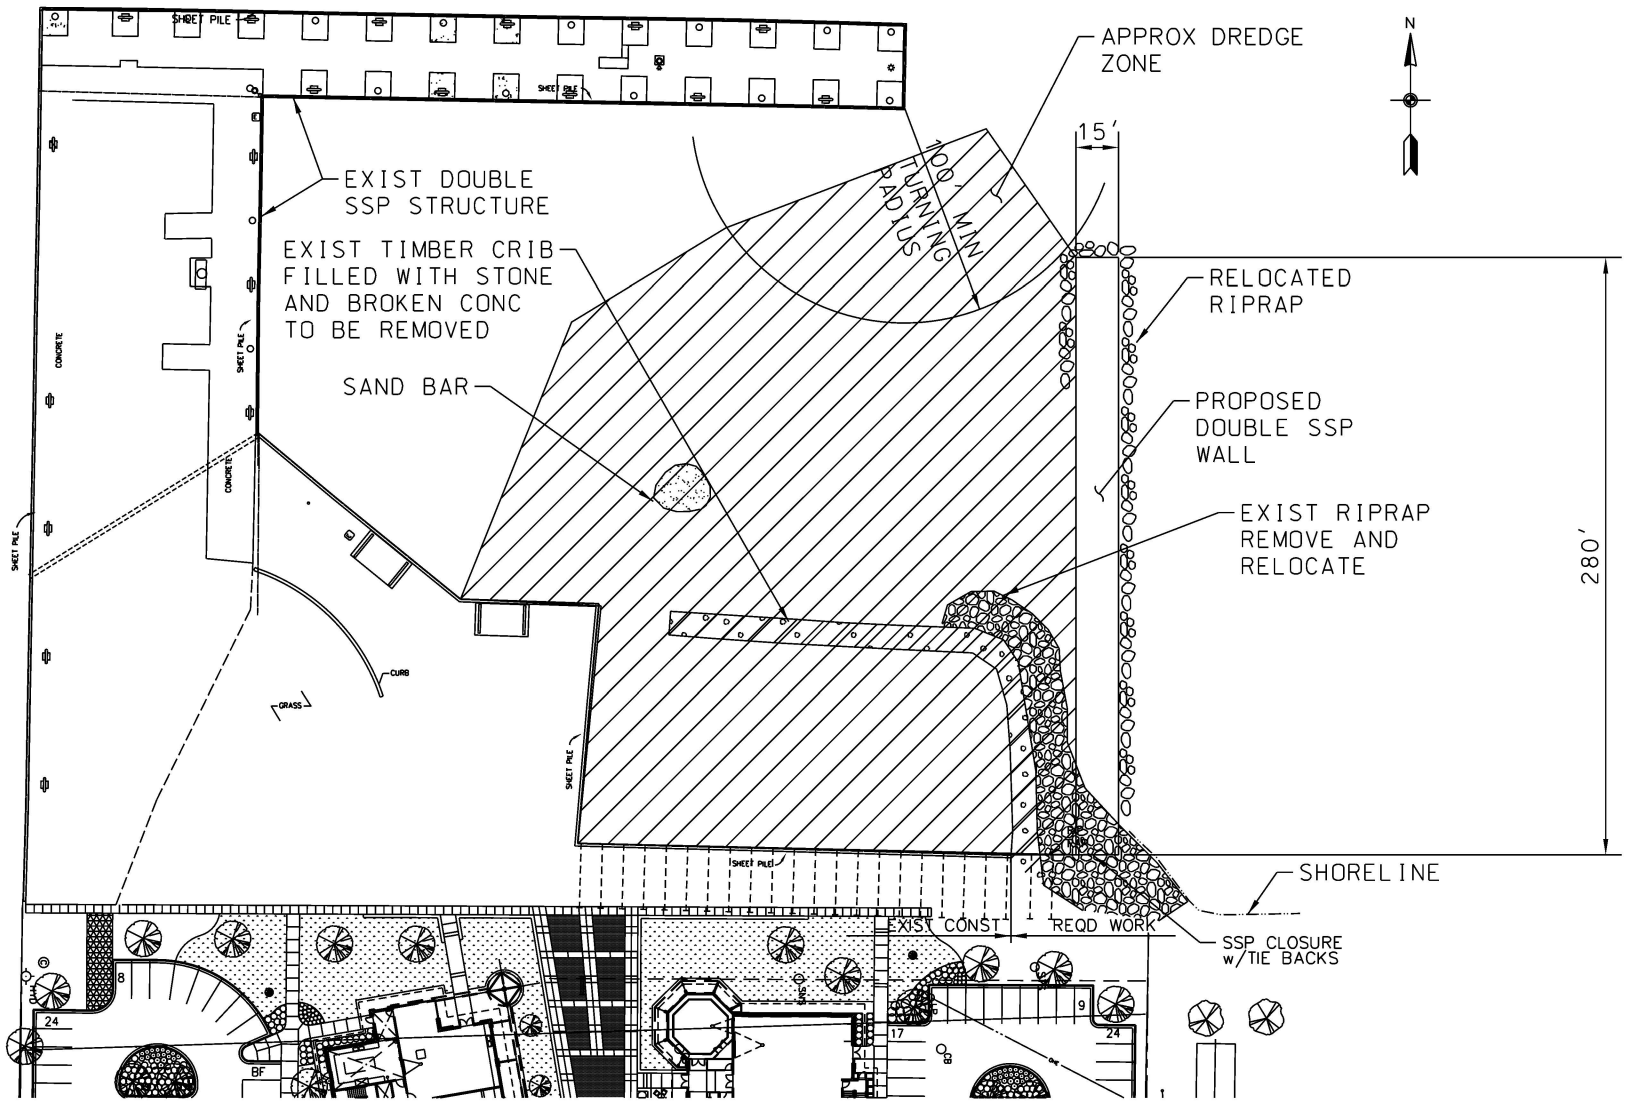 SHEET PILE
APPROX DREDGE
ZONE
N
15'
SHEET PILE
100' MIN
TURNING
RADIUS
EXIST DOUBLE
SSP STRUCTURE
EXIST TIMBER CRIB
FILLED WITH STONE
AND BROKEN CONC
TO BE REMOVED
RELOCATED
RIPRAP
CONCRETE
SHEET PILE
SAND BAR
PROPOSED
DOUBLE SSP
WALL
CONCRETE
EXIST RIPRAP
REMOVE AND
RELOCATE
SHEET PILE
280'
CURB
GRASS
SHEET PILE
SHEET PILE
SHORELINE
EXIST CONST
REQD WORK
SSP CLOSURE
w/TIE BACKS
8
24
SMS
9
17
24
CB
BF